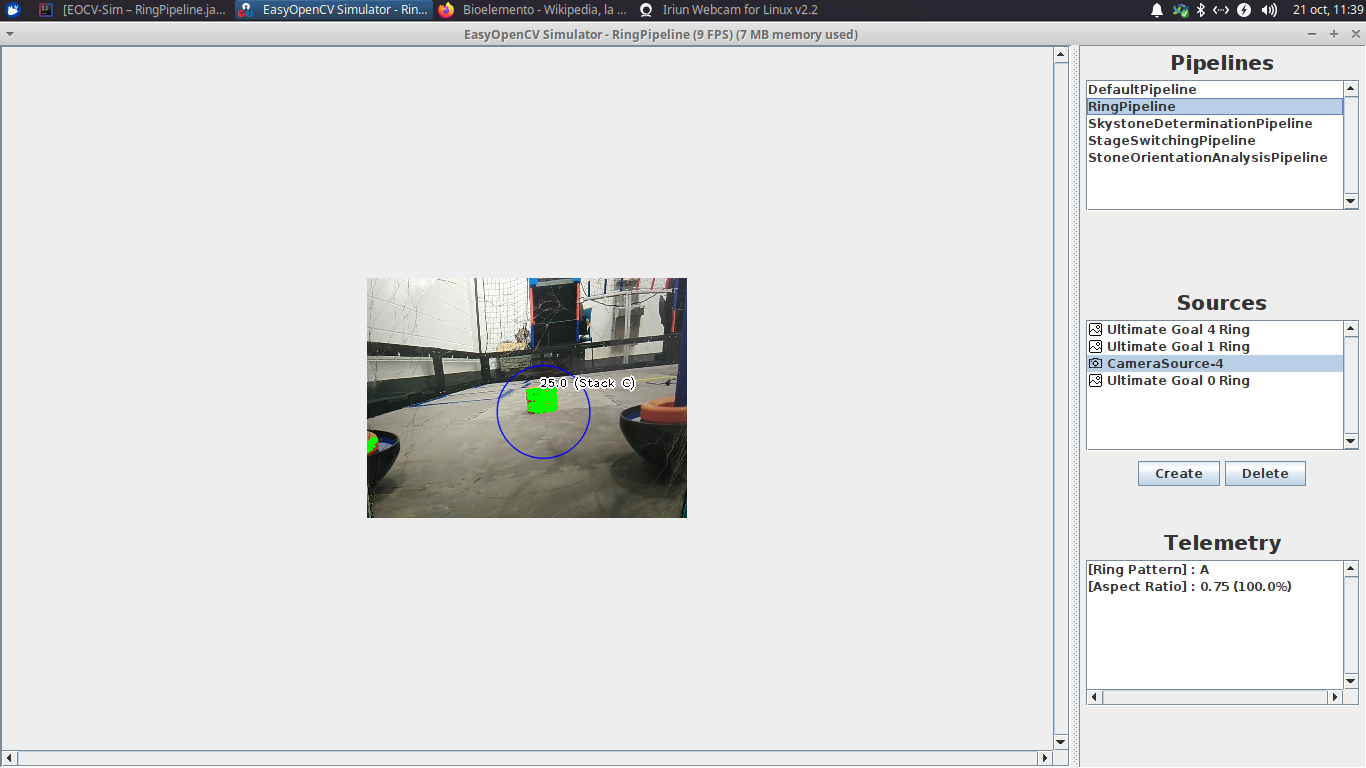 [EOCV-Sim – RingPipeline.ja...
EasyOpenCV Simulator - Rin...
Bioelemento - Wikipedia, la ...
Iriun Webcam for Linux v2.2
21 oct, 11:39
EasyOpenCV Simulator - RingPipeline (9 FPS) (7 MB memory used)
25.0 (Stack C)
Pipelines
DefaultPipeline
RingPipeline
SkystoneDeterminationPipeline
StageSwitchingPipeline
StoneOrientationAnalysisPipeline
Sources
Ultimate Goal 4 Ring
Ultimate Goal 1 Ring
CameraSource-4
Ultimate Goal 0 Ring
Create
Delete
Telemetry
[Ring Pattern] : A
[Aspect Ratio] : 0.75 (100.0%)